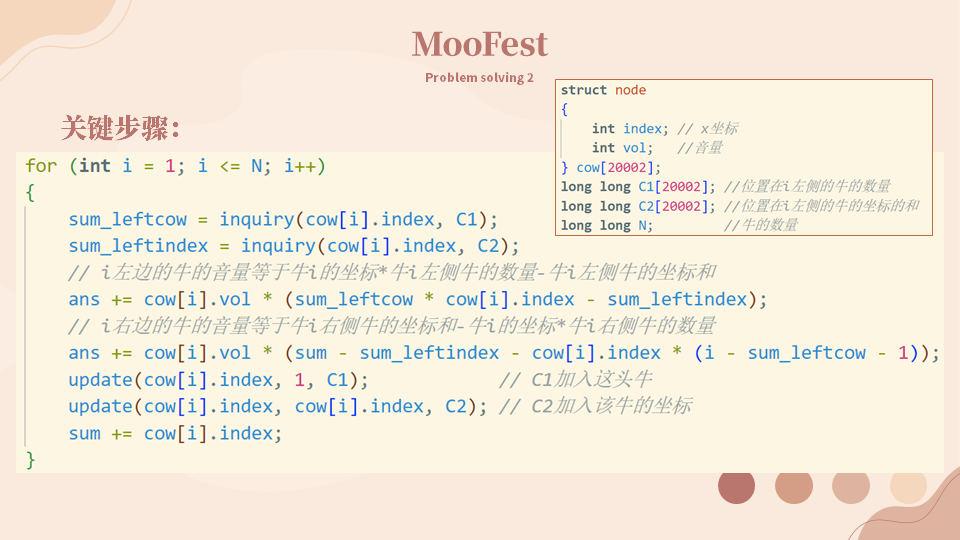 MooFest
Problem solving 2
关键步骤：
struct node
{
    int index; // x坐标
    int vol;   //音量
} cow[20002];
long long C1[20002]; //位置在i左侧的牛的数量
long long C2[20002]; //位置在i左侧的牛的坐标的和
long long N;         //牛的数量
for (int i = 1; i <= N; i++)
{
    sum_leftcow = inquiry(cow[i].index, C1);
    sum_leftindex = inquiry(cow[i].index, C2);
    // i左边的牛的音量等于牛i的坐标*牛i左侧牛的数量-牛i左侧牛的坐标和
    ans += cow[i].vol * (sum_leftcow * cow[i].index - sum_leftindex);
    // i右边的牛的音量等于牛i右侧牛的坐标和-牛i的坐标*牛i右侧牛的数量
    ans += cow[i].vol * (sum - sum_leftindex - cow[i].index * (i - sum_leftcow - 1));
    update(cow[i].index, 1, C1);            // C1加入这头牛
    update(cow[i].index, cow[i].index, C2); // C2加入该牛的坐标
    sum += cow[i].index;
}